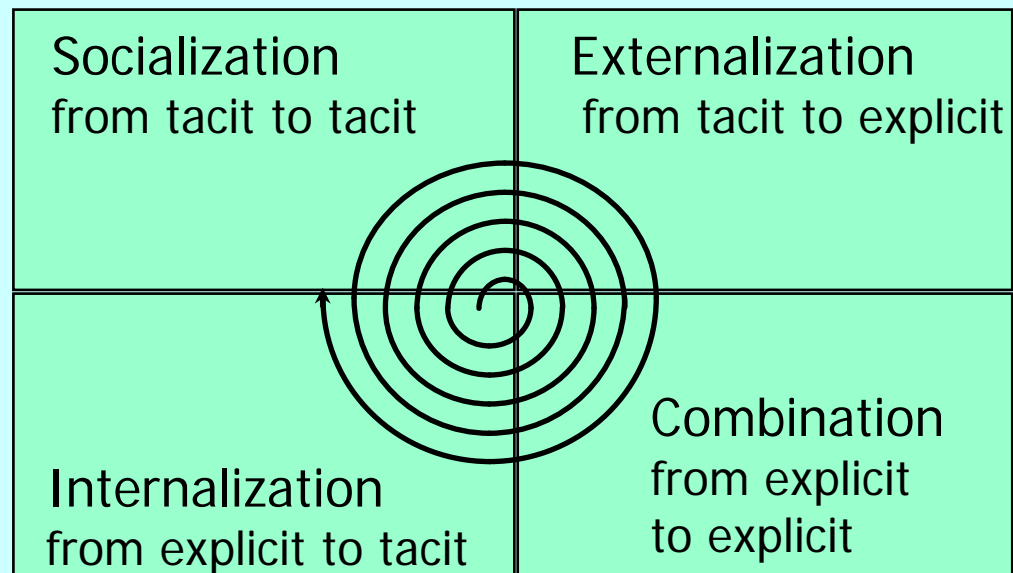 Socialization
from tacit to tacit
Externalization
from tacit to explicit
Internalization
from explicit to tacit
Combination
from explicit
to explicit